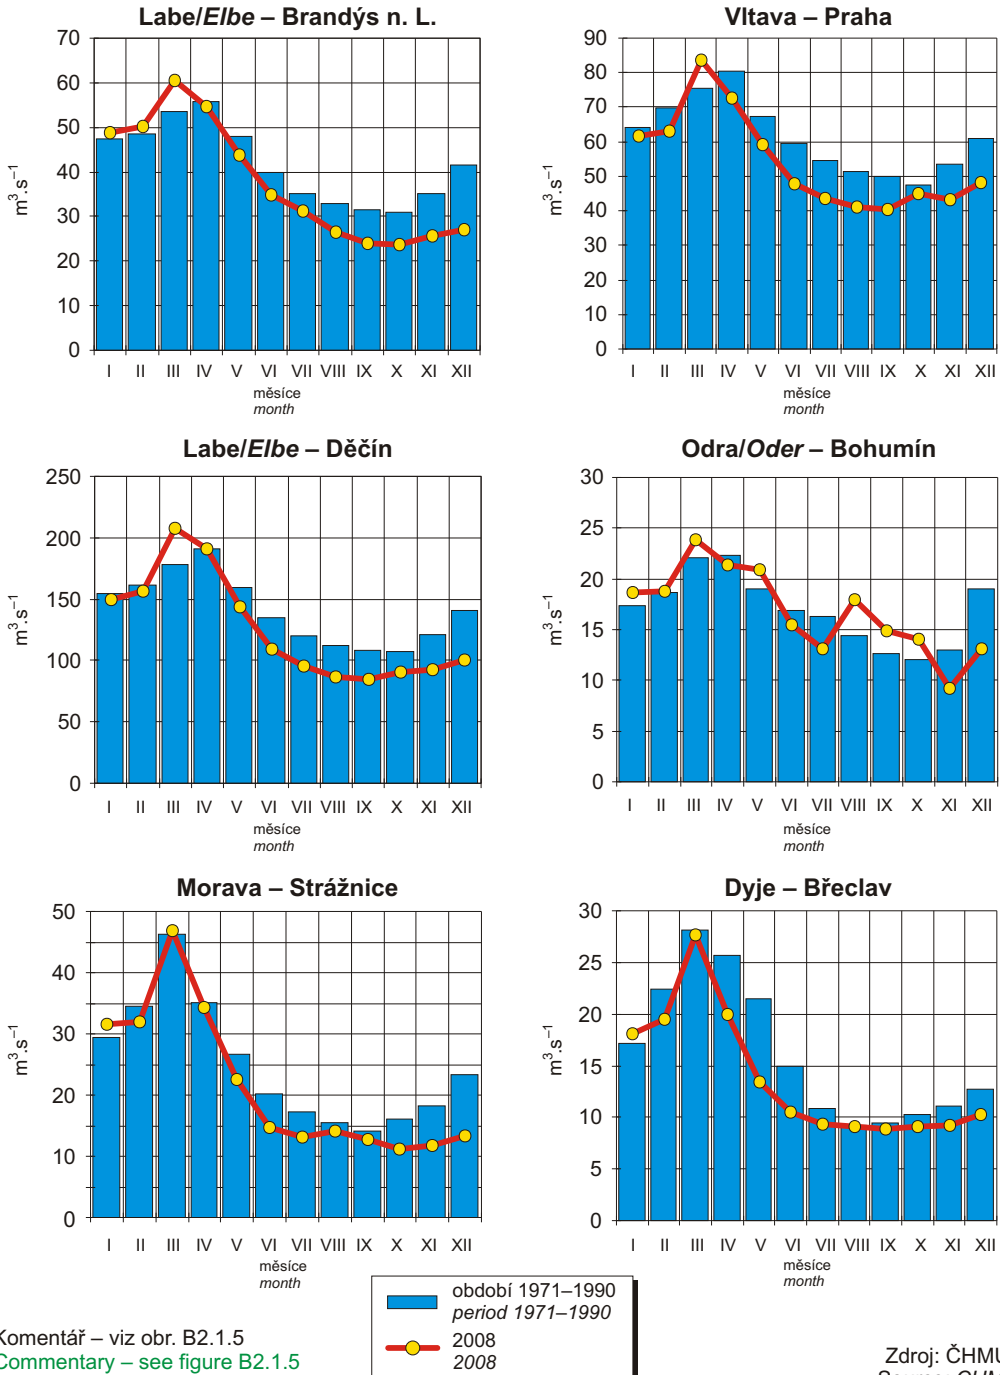 Labe/Elbe – Brandýs n. L.
70
60
50
40
30
20
10
0
m³.s⁻¹
I II III IV V VI VII VIII IX X XI XII
měsíce
month
Vltava – Praha
90
80
70
60
50
40
30
20
10
0
m³.s⁻¹
I II III IV V VI VII VIII IX X XI XII
měsíce
month
Labe/Elbe – Děčín
250
200
150
100
50
0
m³.s⁻¹
I II III IV V VI VII VIII IX X XI XII
měsíce
month
Odra/Oder – Bohumín
30
25
20
15
10
5
0
m³.s⁻¹
I II III IV V VI VII VIII IX X XI XII
měsíce
month
Morava – Strážnice
50
40
30
20
10
0
m³.s⁻¹
I II III IV V VI VII VIII IX X XI XII
měsíce
month
Dyje – Břeclav
30
25
20
15
10
5
0
m³.s⁻¹
I II III IV V VI VII VIII IX X XI XII
měsíce
month
období 1971–1990
period 1971–1990
2008
2008
Komentář – viz obr. B2.1.5
Commentary – see figure B2.1.5
Zdroj: ČHMÚ